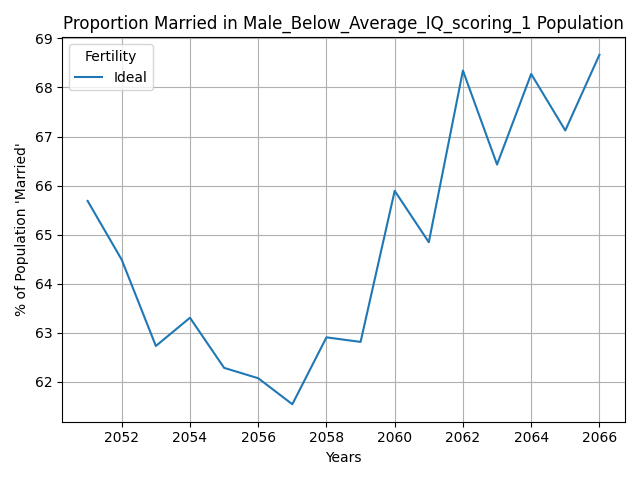 Proportion Married in Male_Below_Average_IQ_scoring_1 Population
Fertility
Ideal
% of Population 'Married'
69
68
67
66
65
64
63
62
2052 2054 2056 2058 2060 2062 2064 2066
Years